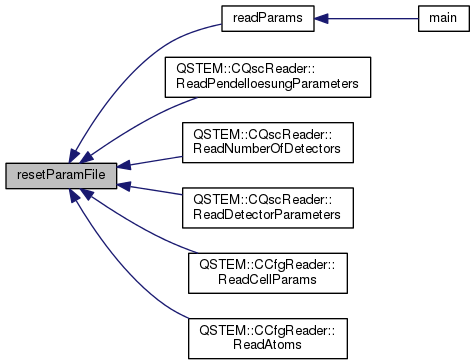 readParams
main
QSTEM::CQscReader::
ReadPendelloesungParameters
QSTEM::CQscReader::
ReadNumberOfDetectors
resetParamFile
QSTEM::CQscReader::
ReadDetectorParameters
QSTEM::CCfgReader::
ReadCellParams
QSTEM::CCfgReader::
ReadAtoms